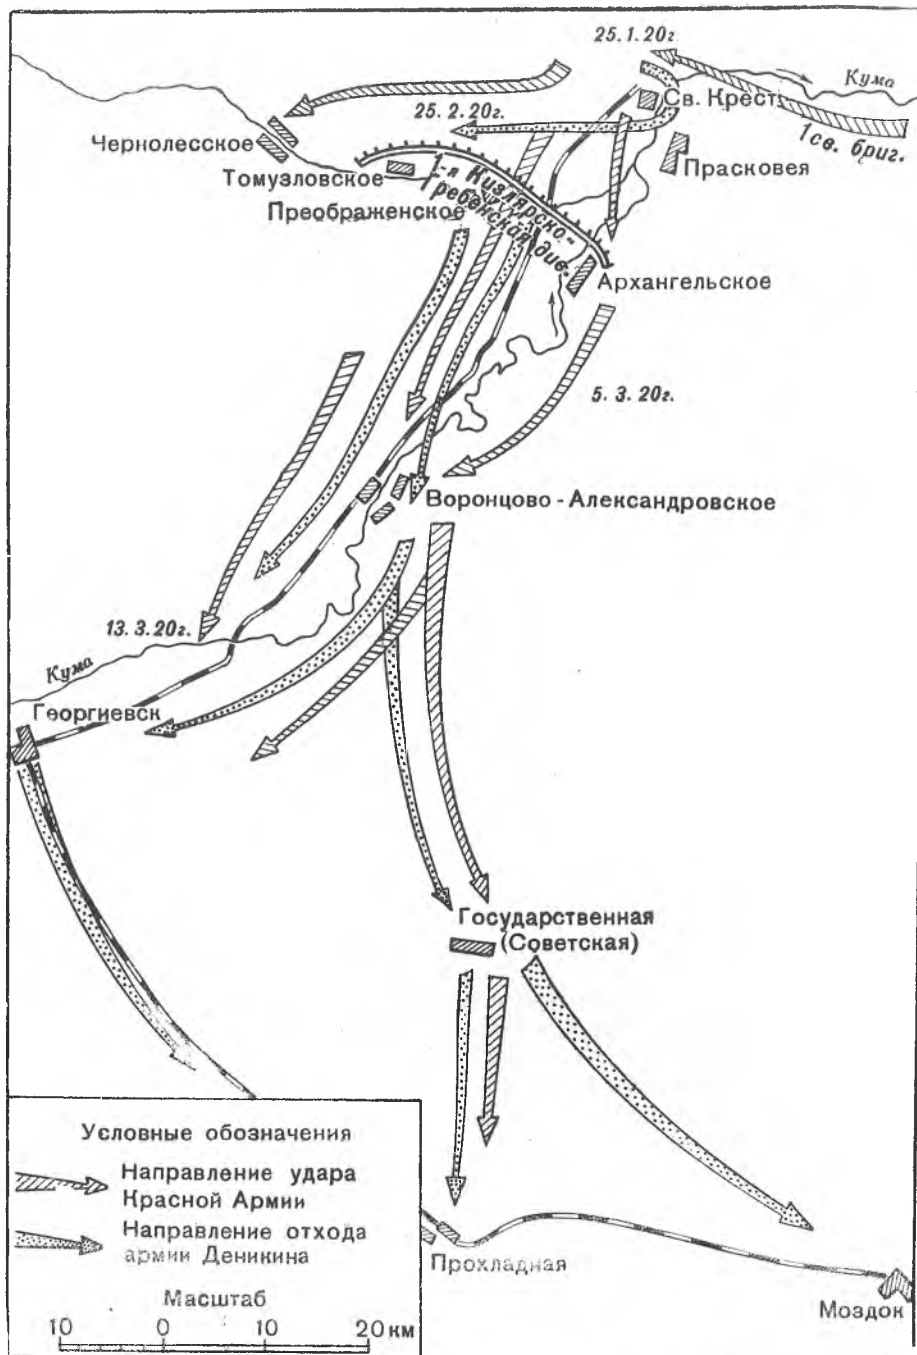 25.1.20г.
Кума
Св. Крест
1 св. бриг.
25.2.20г.
Чернолесское
Прасковея
Томузловское
1-я Кизлярско-
Гребенская див.
Преображенское
Архангельское
5.3.20г.
Воронцово-Александровское
13.3.20г.
Кума
Георгиевск
Государственная
(Советская)
Условные обозначения
Направление удара
Красной Армии
Направление отхода
армии Деникина
Прохладная
Моздок
Масштаб
10 0 10 20 км